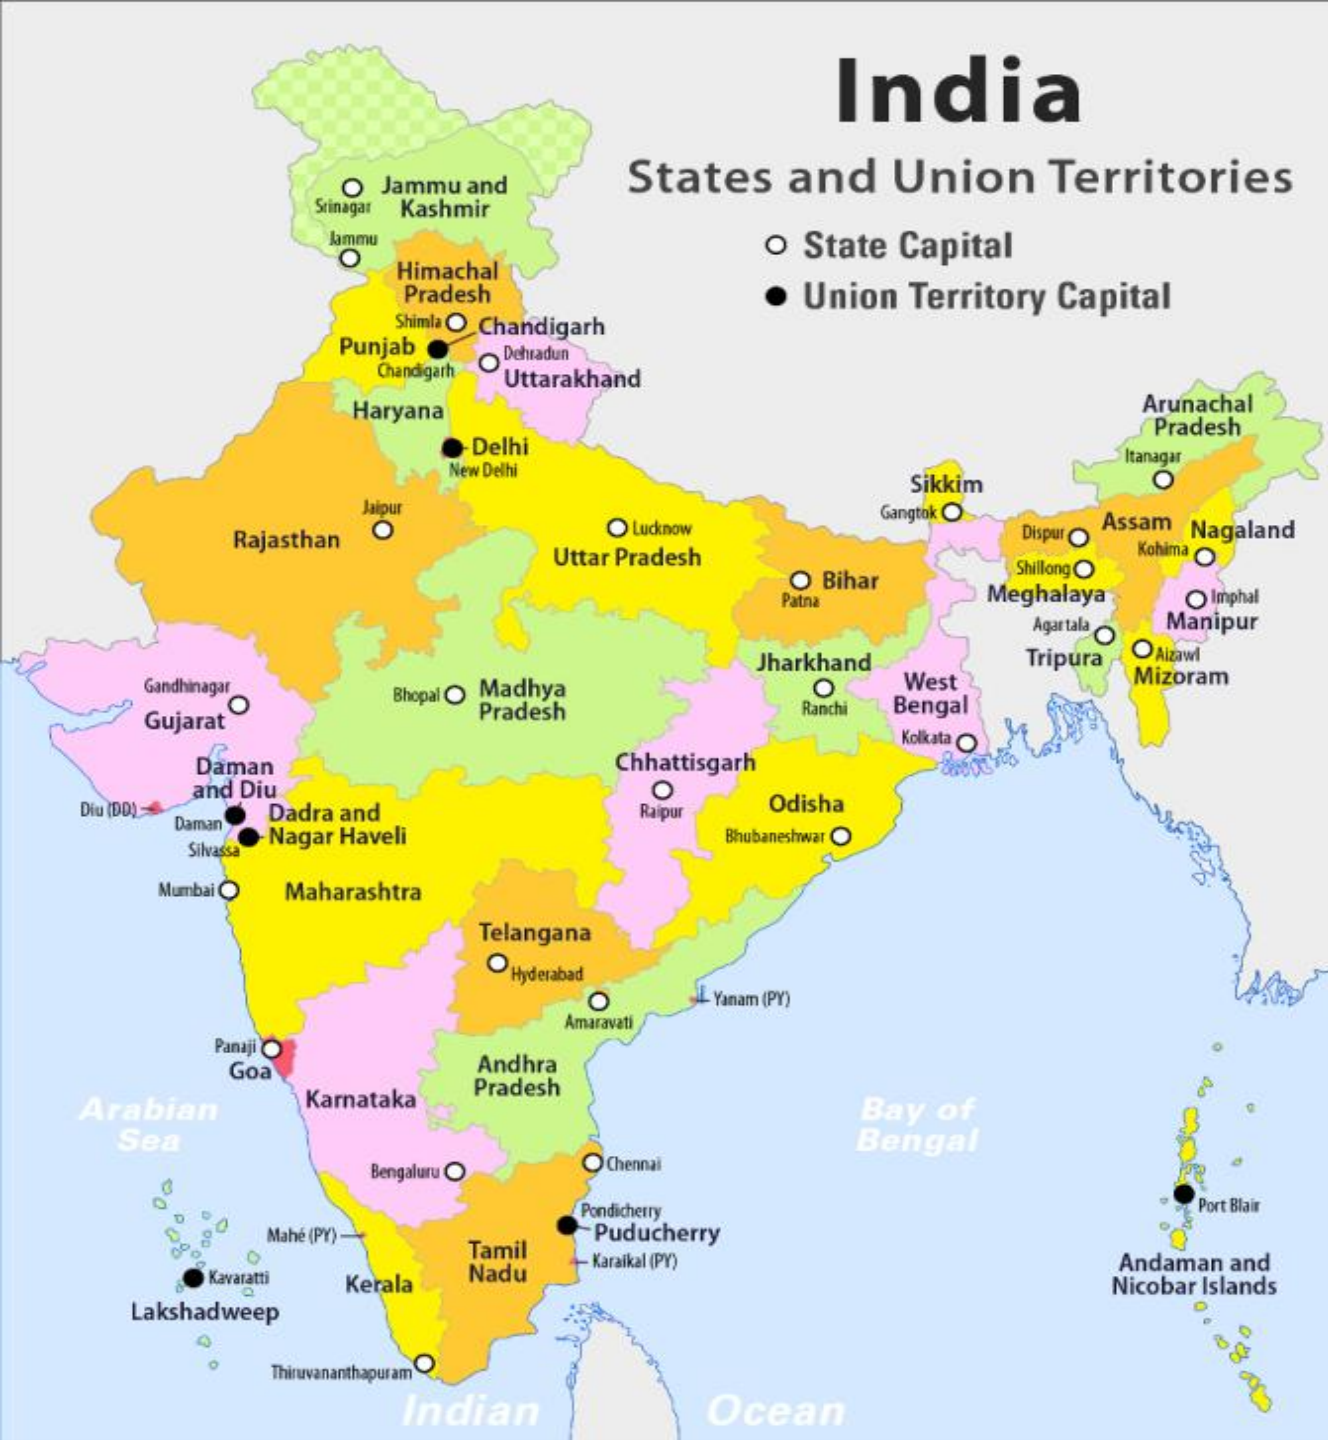 India
States and Union Territories
State Capital
Union Territory Capital
Jammu and
Kashmir
Srinagar
Jammu
Himachal
Pradesh
Shimla
Chandigarh
Punjab
Chandigarh
Dehradun
Uttarakhand
Haryana
Delhi
New Delhi
Arunachal
Pradesh
Itanagar
Sikkim
Gangtok
Jaipur
Rajasthan
Lucknow
Uttar Pradesh
Dispur
Assam
Nagaland
Kohima
Shillong
Meghalaya
Bihar
Patna
Imphal
Manipur
Agartala
Tripura
Aizawl
Mizoram
Jharkhand
Ranchi
West
Bengal
Kolkata
Gandhinagar
Gujarat
Bhopal
Madhya
Pradesh
Chhattisgarh
Raipur
Daman
and Diu
Diu (DD)
Daman
Dadra and
Nagar Haveli
Silvassa
Odisha
Bhubaneshwar
Mumbai
Maharashtra
Telangana
Hyderabad
Yanam (PY)
Amaravati
Panaji
Goa
Andhra
Pradesh
Karnataka
Arabian
Sea
Bay of
Bengal
Bengaluru
Chennai
Pondicherry
Puducherry
Port Blair
Mahé (PY)
Karaikal (PY)
Tamil
Nadu
Andaman and
Nicobar Islands
Kavaratti
Kerala
Lakshadweep
Thiruvananthapuram
Indian Ocean